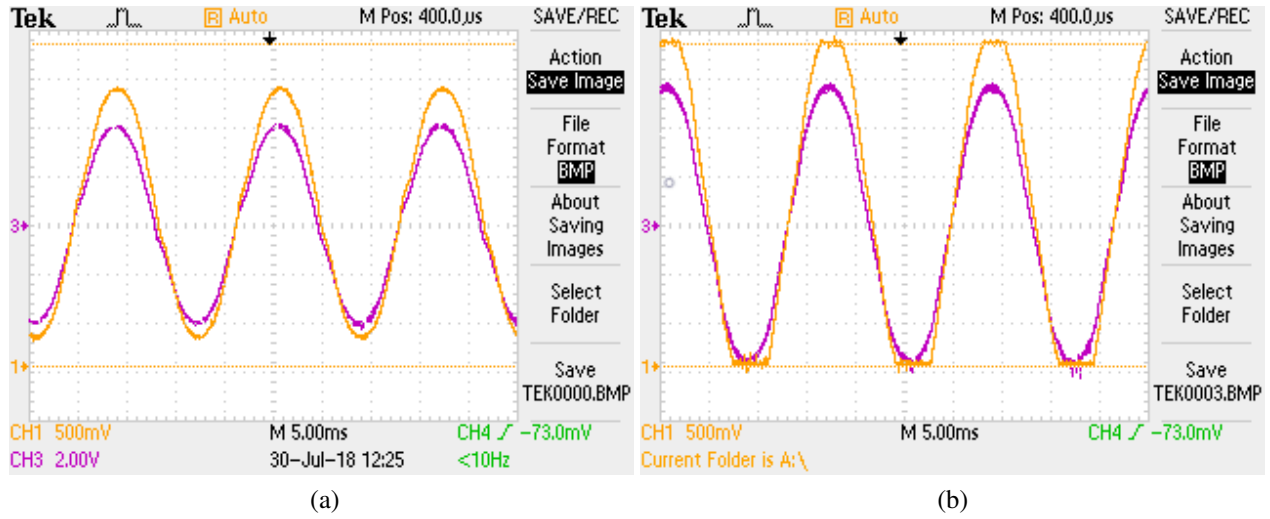 Tek R Auto M Pos: 400.0µs SAVE/REC
Action
Save Image
File
Format
BMP
About
Saving
Images
Select
Folder
Save
TEK0000.BMP
3
1
CH1 500mV M 5.00ms CH4 -73.0mV
CH3 2.00V 30-Jul-18 12:25 <10Hz
(a)
Tek R Auto M Pos: 400.0µs SAVE/REC
Action
Save Image
File
Format
BMP
About
Saving
Images
Select
Folder
Save
TEK0003.BMP
3
1
CH1 500mV M 5.00ms CH4 -73.0mV
Current Folder is A:\
(b)